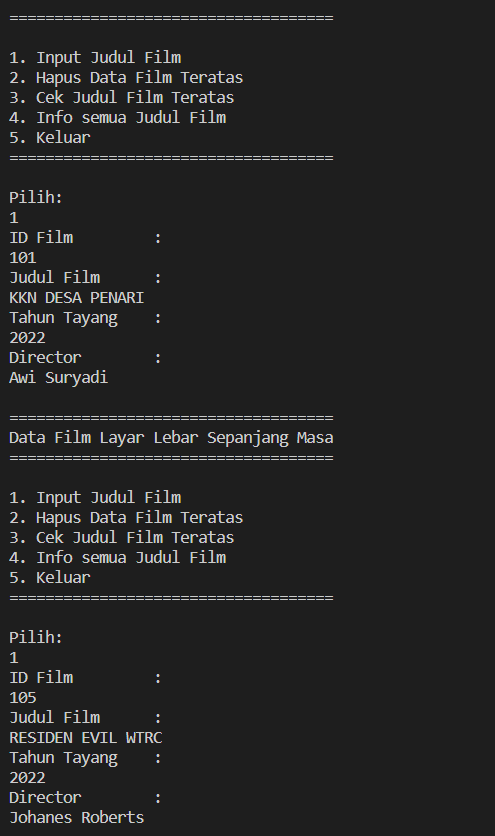 ====================================
1. Input Judul Film
2. Hapus Data Film Teratas
3. Cek Judul Film Teratas
4. Info semua Judul Film
5. Keluar
====================================
Pilih:
1
ID Film         :
101
Judul Film      :
KKN DESA PENARI
Tahun Tayang    :
2022
Director        :
Awi Suryadi
====================================
Data Film Layar Lebar Sepanjang Masa
====================================
1. Input Judul Film
2. Hapus Data Film Teratas
3. Cek Judul Film Teratas
4. Info semua Judul Film
5. Keluar
====================================
Pilih:
1
ID Film         :
105
Judul Film      :
RESIDEN EVIL WTRC
Tahun Tayang    :
2022
Director        :
Johanes Roberts